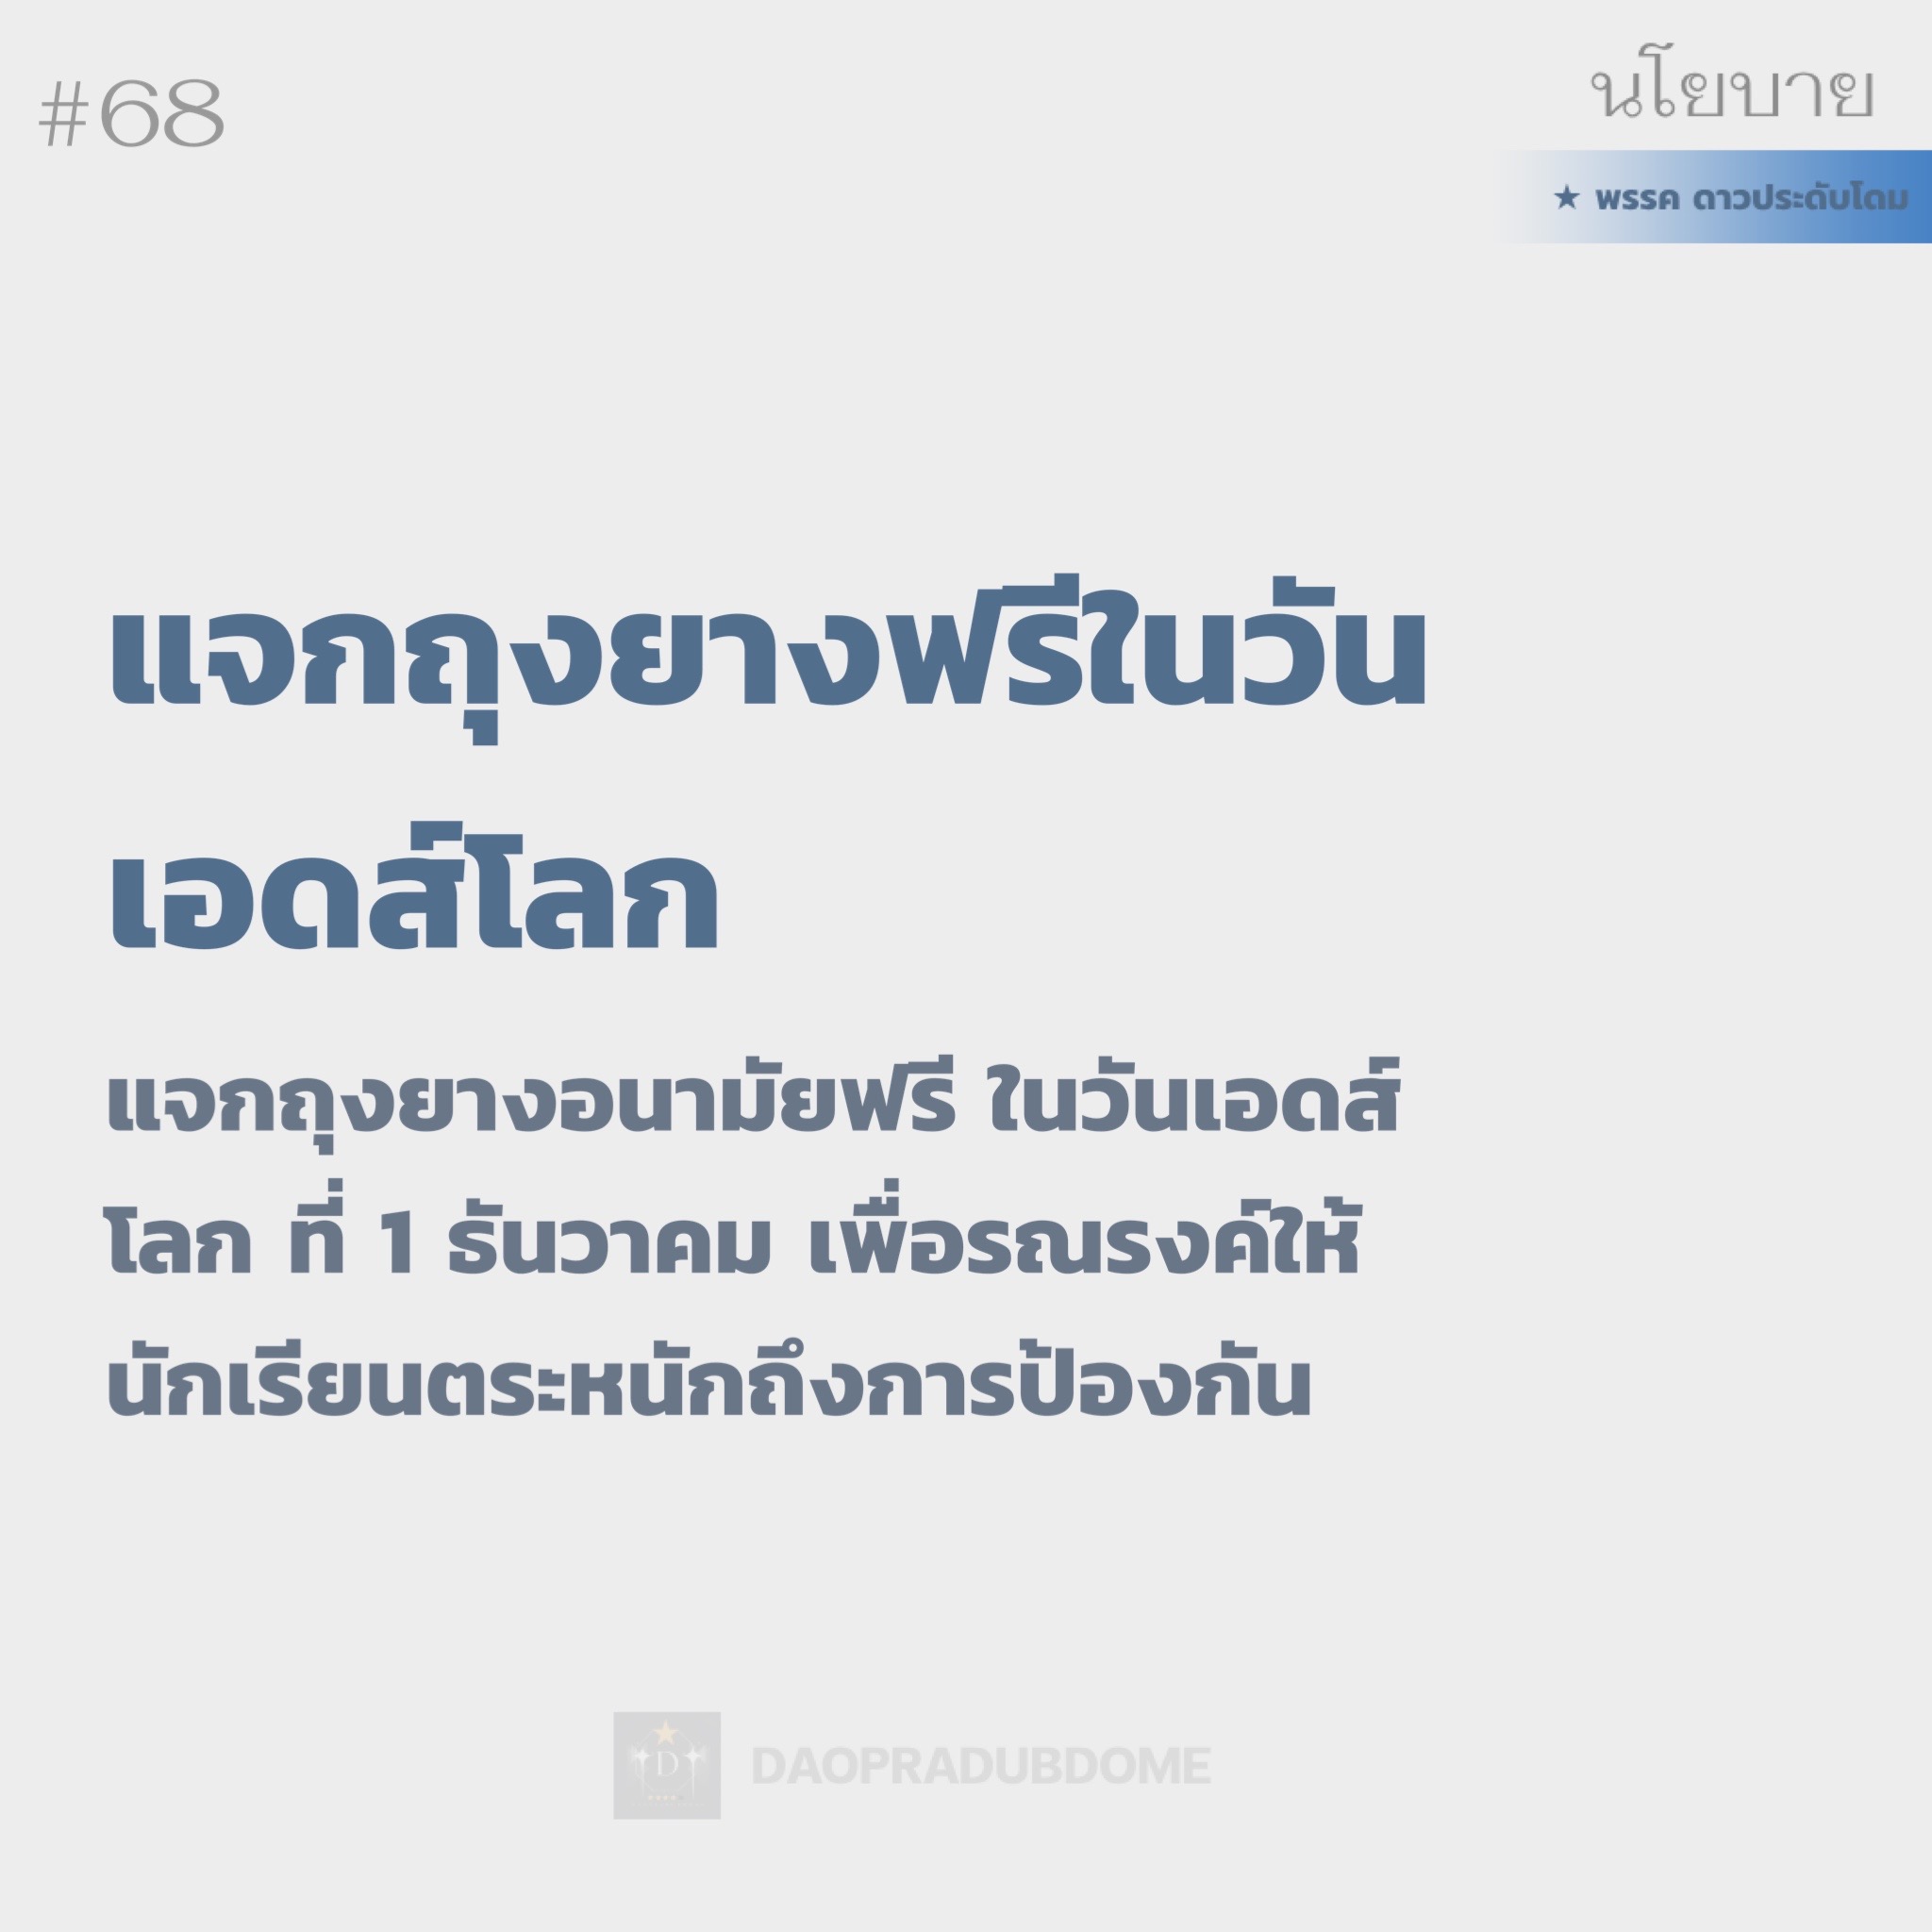 #68
นโยบาย
★ พรรค ดาวประดับโดม
แจกถุงยางฟรีในวัน
เอดส์โลก
แจกถุงยางอนามัยฟรี ในวันเอดส์
โลก ที่ 1 ธันวาคม เพื่อรณรงค์ให้
นักเรียนตระหนักถึงการป้องกัน
D
DAOPRADUBDOME